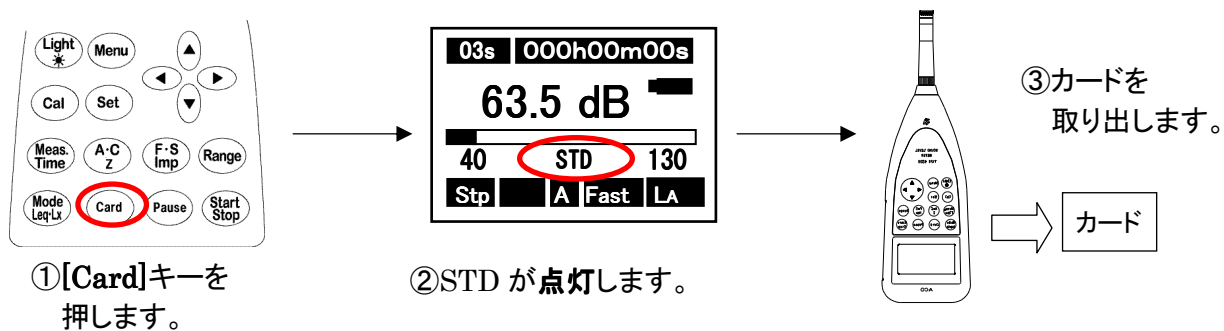 Light
Menu
Cal
Set
Meas.
Time
A・C
Z
F・S
Imp
Range
Mode
Leq・Lx
Card
Pause
Start
Stop
①[Card]キーを
押します。
03s 000h00m00s
63.5 dB
40 STD 130
Stp A Fast LA
②STD が点灯します。
③カードを
取り出します。
カード